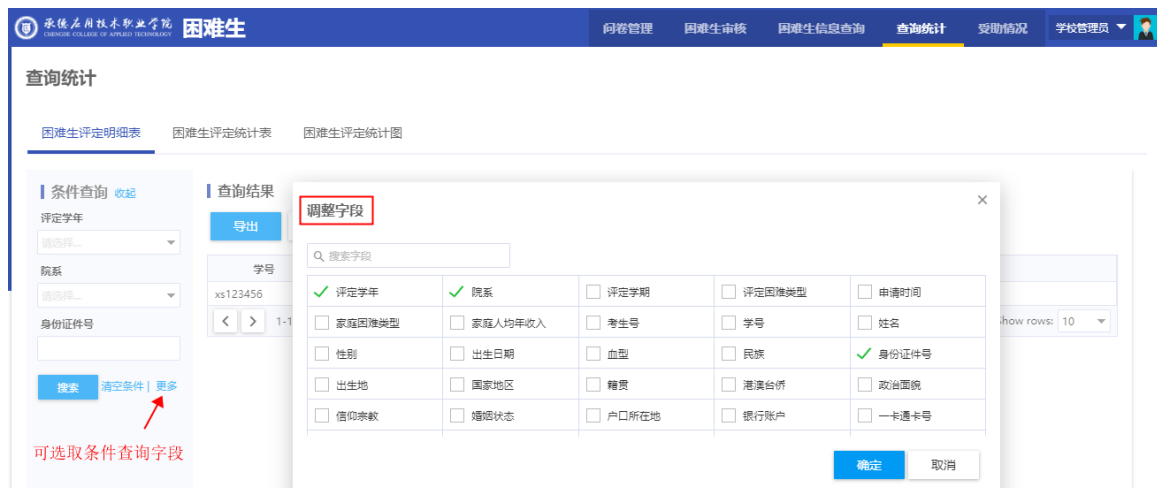 承德应用技术职业学院 困难生
CHENGDE COLLEGE OF APPLIED TECHNOLOGY
问卷管理 困难生审核 困难生信息查询 查询统计 受助情况 学校管理员
查询统计
困难生评定明细表 困难生评定统计表 困难生评定统计图
条件查询 收起
评定学年
请选择...
院系
请选择...
身份证件号
搜索 清空条件 | 更多
可选取条件查询字段
查询结果
导出
学号
xs123456
1-1
show rows: 10
调整字段
搜索字段
评定学年 院系 评定学期 评定困难类型 申请时间
家庭困难类型 家庭人均年收入 考生号 学号 姓名
性别 出生日期 血型 民族 身份证件号
出生地 国家地区 籍贯 港澳台侨 政治面貌
信仰宗教 婚姻状态 户口所在地 银行账户 一卡通卡号
确定 取消